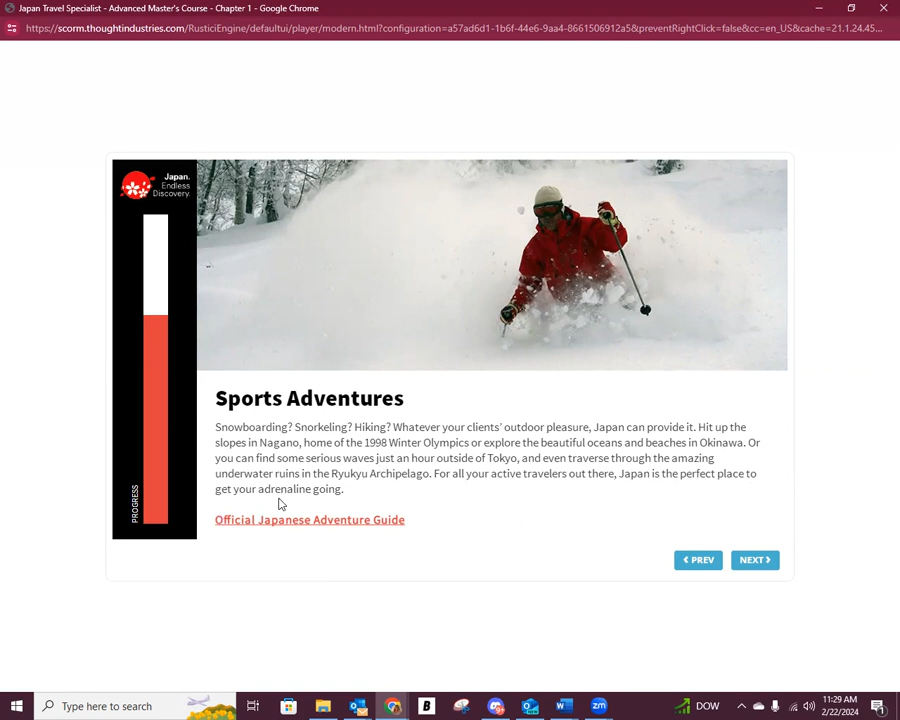 Japan Travel Specialist - Advanced Master's Course - Chapter 1 - Google Chrome
https://scorm.thoughtindustries.com/RusticiEngine/defaultui/player/modern.html?configuration=a57ad6d1-1b6f-44e6-9aa4-8661506912a5&preventRightClick=false&cc=en_US&cache=21.1.24.45...
Japan.
Endless
Discovery.
PROGRESS
Sports Adventures
Snowboarding? Snorkeling? Hiking? Whatever your clients' outdoor pleasure, Japan can provide it. Hit up the
slopes in Nagano, home of the 1998 Winter Olympics or explore the beautiful oceans and beaches in Okinawa. Or
you can find some serious waves just an hour outside of Tokyo, and even traverse through the amazing
underwater ruins in the Ryukyu Archipelago. For all your active travelers out there, Japan is the perfect place to
get your adrenaline going.
Official Japanese Adventure Guide
PREV
NEXT
Type here to search
B
W
zm
DOW
11:29 AM
2/22/2024
1